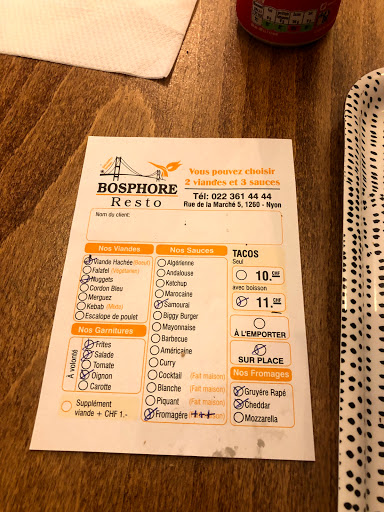 BOSPHORE
Resto
Vous pouvez choisir
2 viandes et 3 sauces
Tél: 022 361 44 44
Rue de la Marché 5, 1260 - Nyon
Nom du client:
Nos Viandes
Viande Hachée (Bœuf)
Falafel (Végétarien)
Nuggets
Cordon Bleu
Merguez
Kebab (Mixte)
Escalope de poulet
Nos Garnitures
À volonté
Frites
Salade
Tomate
Oignon
Carotte
Supplément
viande + CHF 1.-
Nos Sauces
Algérienne
Andalouse
Ketchup
Marocaine
Samouraï
Biggy Burger
Mayonnaise
Barbecue
Américaine
Curry
Cocktail (Fait maison)
Blanche (Fait maison)
Piquant (Fait maison)
Fromagère +++
TACOS
Seul
10.- CHF
avec boisson
11.- CHF
À L'EMPORTER
SUR PLACE
Nos Fromages
Gruyère Rapé
Cheddar
Mozzarella